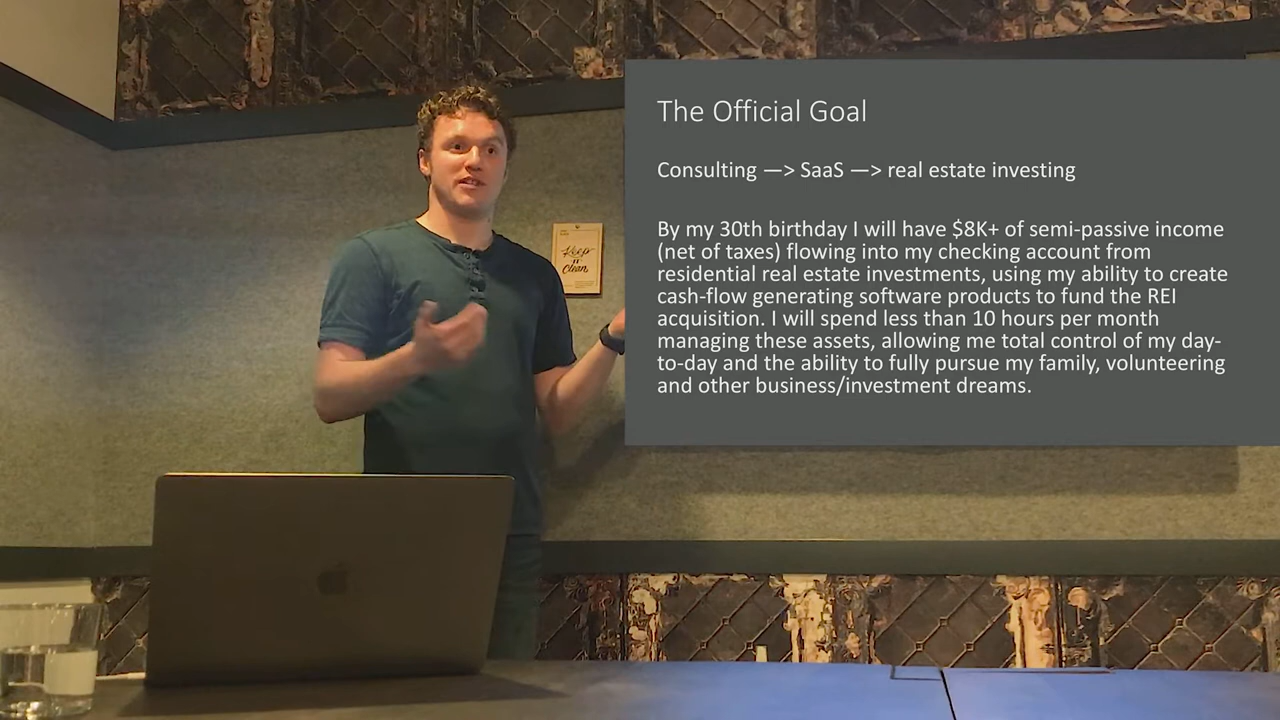 The Official Goal
Consulting —> SaaS —> real estate investing
By my 30th birthday I will have $8K+ of semi-passive income
(net of taxes) flowing into my checking account from
residential real estate investments, using my ability to create
cash-flow generating software products to fund the REI
acquisition. I will spend less than 10 hours per month
managing these assets, allowing me total control of my day-
to-day and the ability to fully pursue my family, volunteering
and other business/investment dreams.
Keep
it
Clean